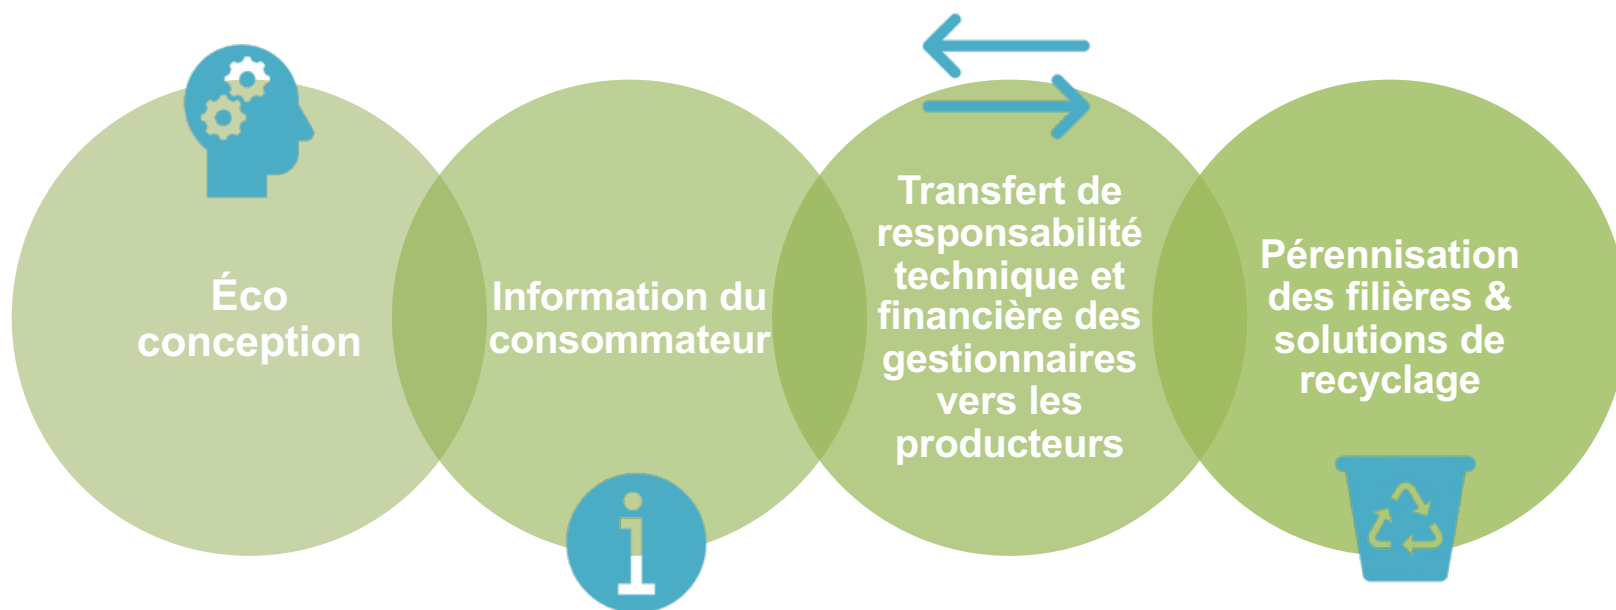 Éco
conception
Information du
consommateur
Transfert de
responsabilité
technique et
financière des
gestionnaires
vers les
producteurs
Pérennisation
des filières &
solutions de
recyclage